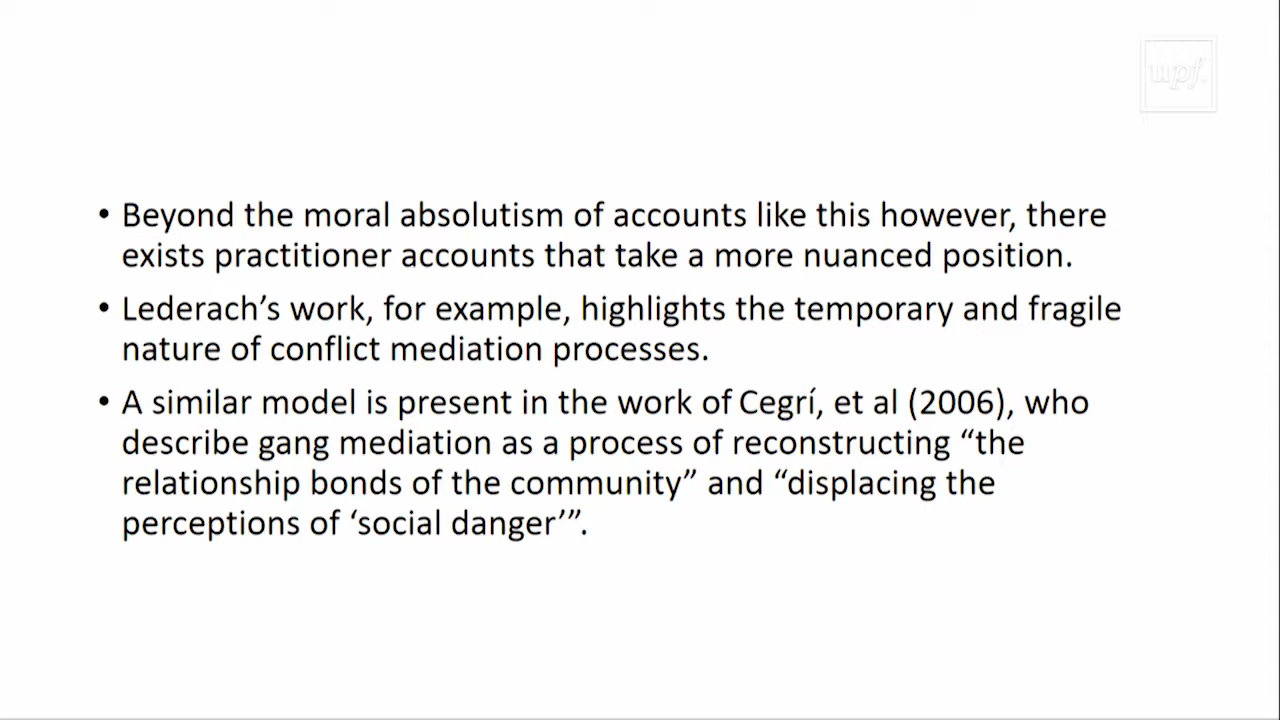 upf.
• Beyond the moral absolutism of accounts like this however, there
exists practitioner accounts that take a more nuanced position.
• Lederach’s work, for example, highlights the temporary and fragile
nature of conflict mediation processes.
• A similar model is present in the work of Cegrí, et al (2006), who
describe gang mediation as a process of reconstructing “the
relationship bonds of the community” and “displacing the
perceptions of ‘social danger’”.